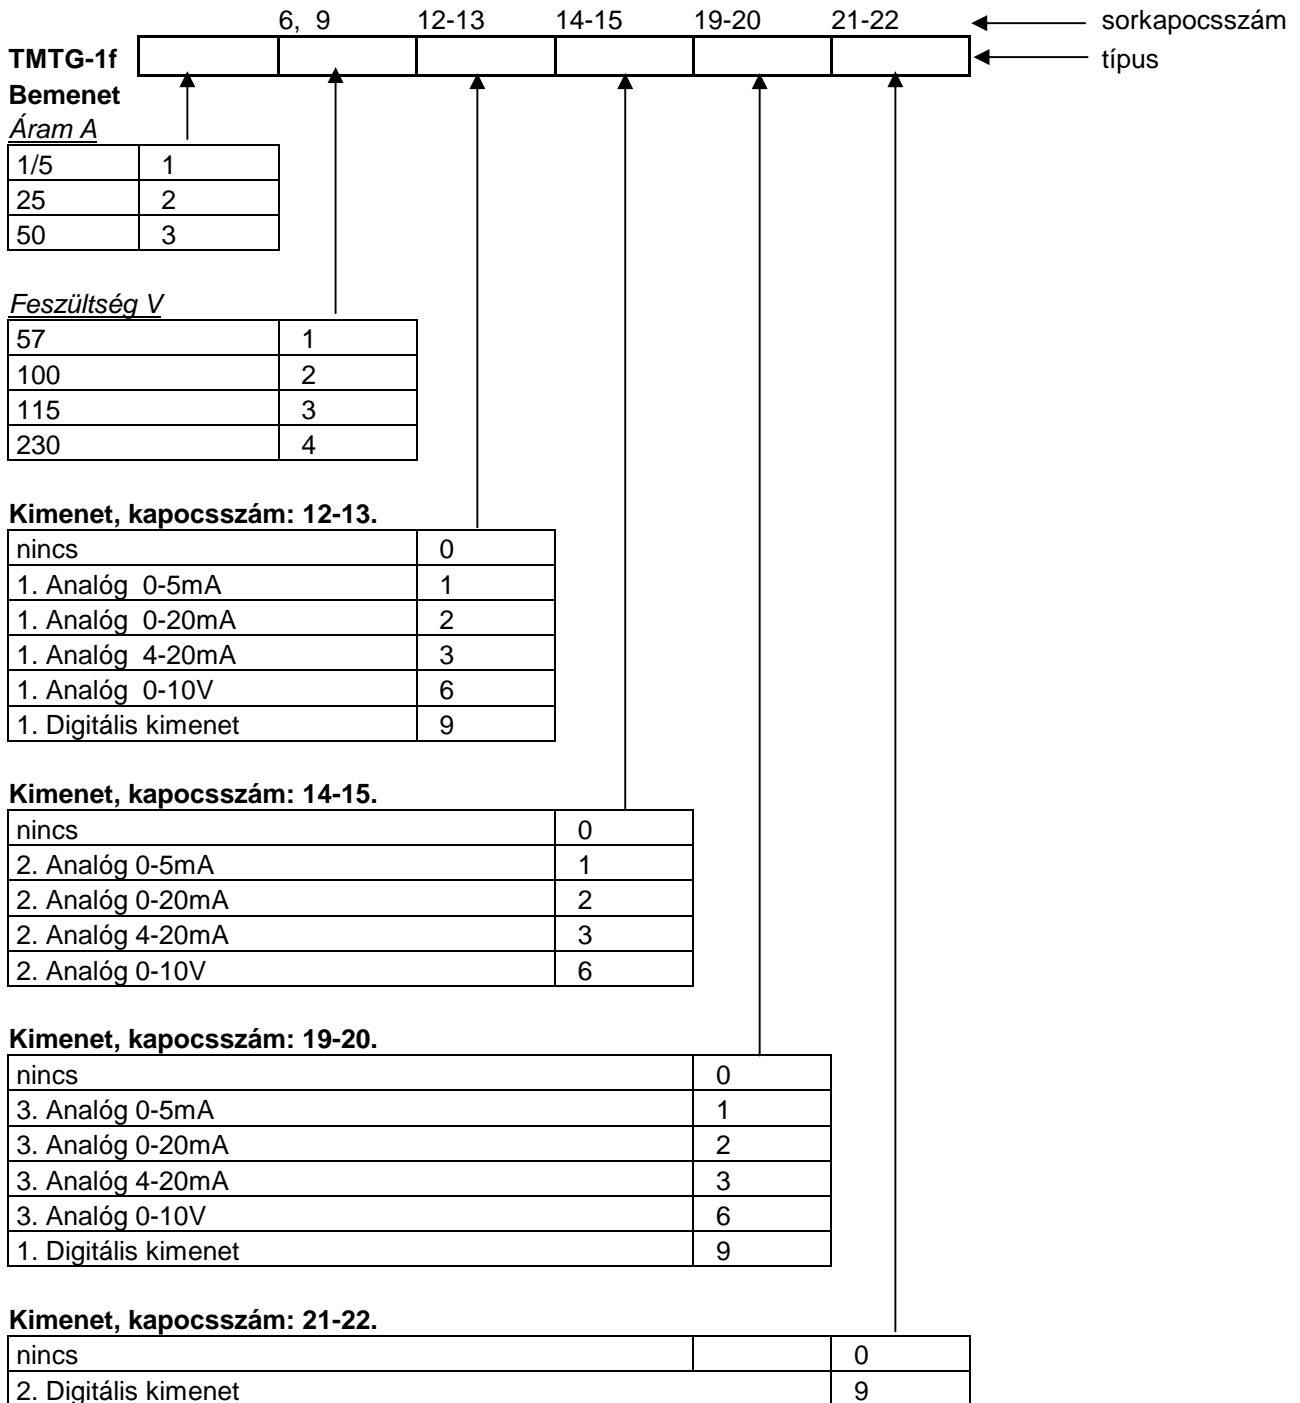 6, 9 12-13 14-15 19-20 21-22 sorkapocsszám
TMTG-1f típus
Bemenet
Áram A
1/5 1
25 2
50 3
Feszültség V
57 1
100 2
115 3
230 4
Kimenet, kapocsszám: 12-13.
nincs 0
1. Analóg 0-5mA 1
1. Analóg 0-20mA 2
1. Analóg 4-20mA 3
1. Analóg 0-10V 6
1. Digitális kimenet 9
Kimenet, kapocsszám: 14-15.
nincs 0
2. Analóg 0-5mA 1
2. Analóg 0-20mA 2
2. Analóg 4-20mA 3
2. Analóg 0-10V 6
Kimenet, kapocsszám: 19-20.
nincs 0
3. Analóg 0-5mA 1
3. Analóg 0-20mA 2
3. Analóg 4-20mA 3
3. Analóg 0-10V 6
1. Digitális kimenet 9
Kimenet, kapocsszám: 21-22.
nincs 0
2. Digitális kimenet 9